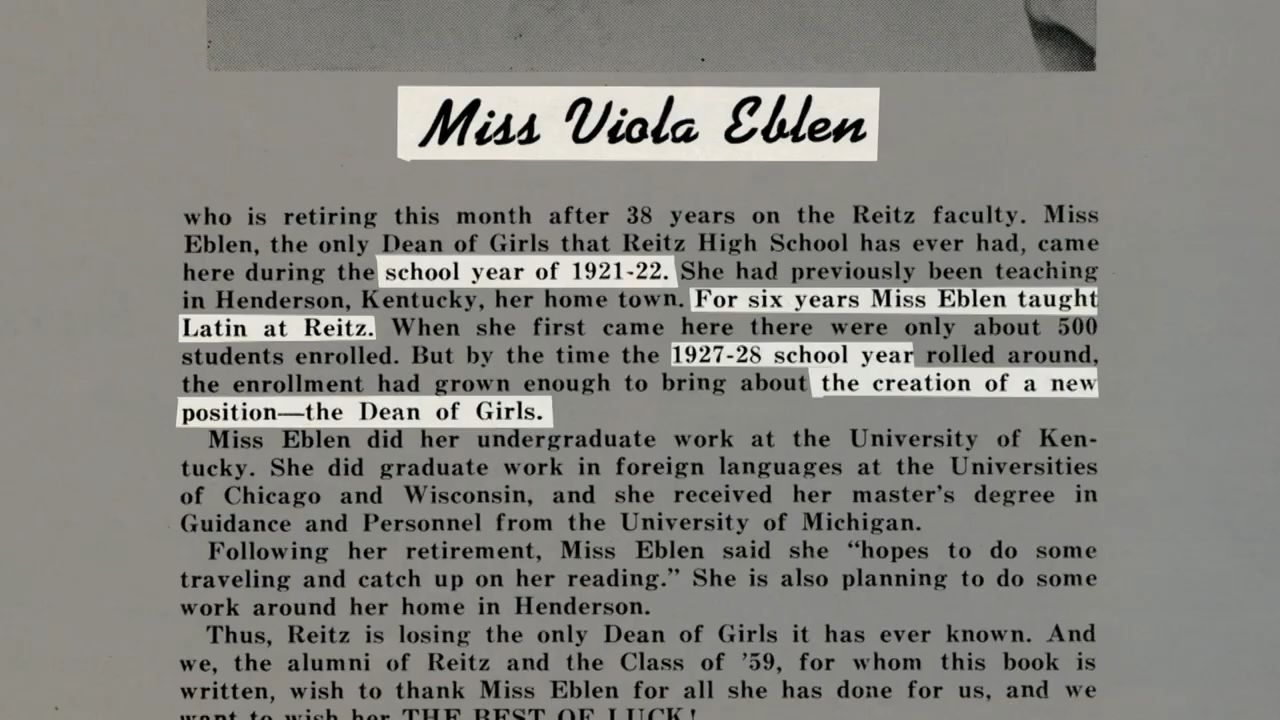 Miss Viola Eblen
who is retiring this month after 38 years on the Reitz faculty. Miss
Eblen, the only Dean of Girls that Reitz High School has ever had, came
here during the school year of 1921-22. She had previously been teaching
in Henderson, Kentucky, her home town. For six years Miss Eblen taught
Latin at Reitz. When she first came here there were only about 500
students enrolled. But by the time the 1927-28 school year rolled around,
the enrollment had grown enough to bring about the creation of a new
position—the Dean of Girls.
Miss Eblen did her undergraduate work at the University of Ken-
tucky. She did graduate work in foreign languages at the Universities
of Chicago and Wisconsin, and she received her master's degree in
Guidance and Personnel from the University of Michigan.
Following her retirement, Miss Eblen said she “hopes to do some
traveling and catch up on her reading.” She is also planning to do some
work around her home in Henderson.
Thus, Reitz is losing the only Dean of Girls it has ever known. And
we, the alumni of Reitz and the Class of '59, for whom this book is
written, wish to thank Miss Eblen for all she has done for us, and we
want to wish her THE BEST OF LUCK!